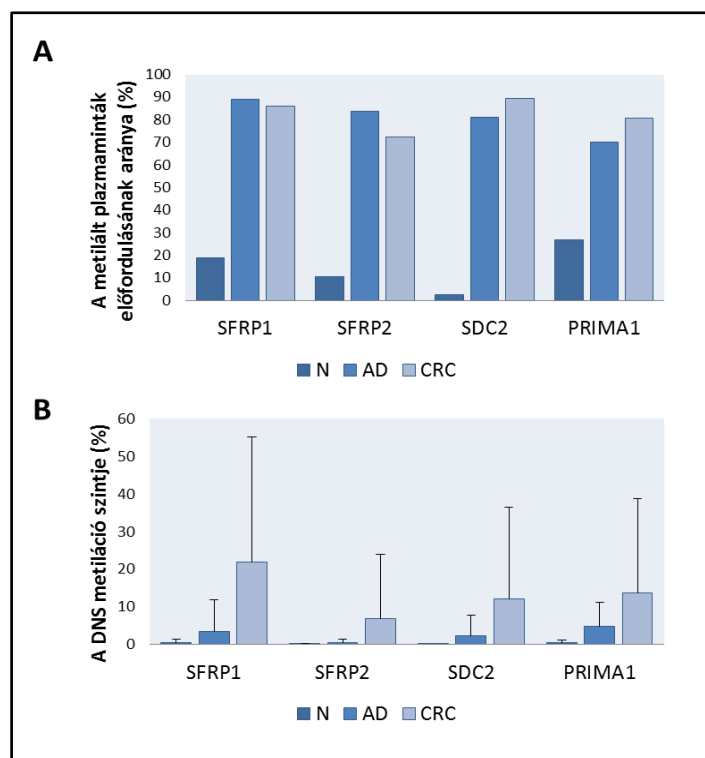 A
A metilált plazmaminták
előfordulásának aránya (%)
100
90
80
70
60
50
40
30
20
10
0
SFRP1 SFRP2 SDC2 PRIMA1
N AD CRC
B
A DNS metiláció szintje (%)
60
50
40
30
20
10
0
SFRP1 SFRP2 SDC2 PRIMA1
N AD CRC